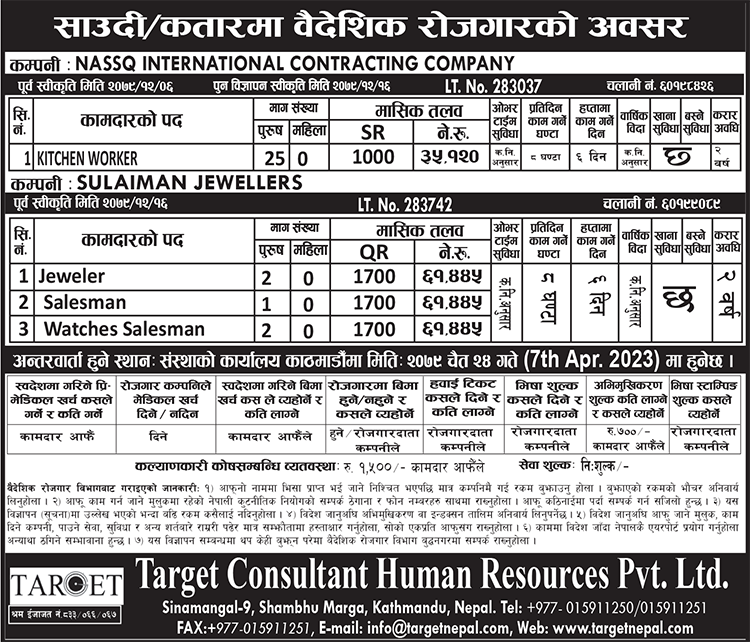 साउदी/कतारमा वैदेशिक रोजगारको अवसर
कम्पनी : NASSQ INTERNATIONAL CONTRACTING COMPANY
पूर्व स्वीकृति मिति २०७९/१२/०६ पुन विज्ञापन स्वीकृति मिति २०७९/१२/१६ LT. No. 283037 चलानी नं. ६०१९८४२६
सि. नं. कामदारको पद माग संख्या पुरुष महिला मासिक तलव SR ने.रु. ओभर टाईम सुविधा प्रतिदिन काम गर्ने घण्टा हप्तामा काम गर्ने दिन वार्षिक विदा खाना सुविधा बस्ने सुविधा करार अवधि
1 KITCHEN WORKER 25 0 1000 ३५,१२० क.नि. अनुसार ८ घण्टा ६ दिन क.नि. अनुसार छ २ वर्ष
कम्पनी : SULAIMAN JEWELLERS
पूर्व स्वीकृति मिति २०७९/१२/१६ LT. No. 283742 चलानी नं. ६०१९९०८९
सि. नं. कामदारको पद माग संख्या पुरुष महिला मासिक तलव QR ने.रु. ओभर टाईम सुविधा प्रतिदिन काम गर्ने घण्टा हप्तामा काम गर्ने दिन वार्षिक विदा खाना सुविधा बस्ने सुविधा करार अवधि
1 Jeweler 2 0 1700 ६१,४४५ क.नि.अनुसार ८ घण्टा ६ दिन क.नि.अनुसार छ २ वर्ष
2 Salesman 1 0 1700 ६१,४४५
3 Watches Salesman 2 0 1700 ६१,४४५
अन्तरवार्ता हुने स्थानः संस्थाको कार्यालय काठमाडौंमा मितिः २०७९ चैत २४ गते (7th Apr. 2023) मा हुनेछ ।
स्वदेशमा गरिने प्रि-मेडिकल खर्च कसले गर्ने र कति गर्ने
रोजगार कम्पनिले मेडिकल खर्च दिने / नदिन
स्वदेशमा गरिने बिमा खर्च कस ले व्यहोर्ने र कति लाग्ने
रोजगारमा बिमा हुने/नहुने र कसले व्यहोर्ने
हवाई टिकट कसले दिने र कति लाग्ने
भिषा शुल्क कसले दिने र कति लाग्ने
अभिमुखिकरण शुल्क कति लाग्ने र कसले व्यहोर्ने
भिषा स्टाम्पिङ शुल्क कसले व्यहोर्ने
कामदार आफैँ
दिने
कामदार आफैंले
हुने/रोजगारदाता कम्पनीले
रोजगारदाता कम्पनीले
रोजगारदाता कम्पनीले
रु.७००/- कामदार आफैंले
रोजगारदाता कम्पनीले
कल्याणकारी कोषसम्बन्धि व्यतवस्थाः रु. १,५००/- कामदार आफैंले सेवा शुल्कः निःशुल्क/-
वैदेशिक रोजगार विभागबाट गराइएको जानकारीः १) आफ्नो नाममा भिसा प्राप्त भई जाने निश्चित भएपछि मात्र कम्पनिमै गई रकम बुझाउनु होला । बुझाएको रकमको भौचर अनिवार्य
लिनुहोला । २) आफू काम गर्न जाने मुलुकमा रहेको नेपाली कुटनीतिक नियोगको सम्पर्क ठेगाना र फोन नम्बरहरु साथमा राख्नुहोला । आफू कठिनाईमा पर्दा सम्पर्क गर्न सजिलो हुन्छ । ३) यस
विज्ञापन (सूचना)मा उल्लेख भएको भन्दा बढि रकम कसैलाई नदिनुहोला । ४) विदेश जानुअघि अभिमुखिकरण वा इन्डक्सन तालिम अनिवार्य लिनुपर्नेछ । ५) विदेश जानुअघि आफू जाने मुलुक, काम
दिने कम्पनी, पाउने सेवा, सुविधा र अन्य शर्तबारे राम्ररी पढेर मात्र सम्झौतामा हस्ताक्षर गर्नुहोला, सोको एकप्रति आफूसग राख्नुहोला । ६) काममा विदेश जाँदा नेपालकै एयरपोर्ट प्रयोग गर्नुहोला
अन्यथा ठगिने सम्भावना हुन्छ । ७) यस विज्ञापन सम्वन्धमा थप केही बुझ्न परेमा वैदेशिक रोजगार विभाग बुद्धनगरमा सम्पर्क राख्नुहोला ।
TARGET
श्रम इजाजत नं.८३३/०६६/०६७
Target Consultant Human Resources Pvt. Ltd.
Sinamangal-9, Shambhu Marga, Kathmandu, Nepal. Tel: +977- 015911250/015911251
FAX:+977-015911251, E-mail: info@targetnepal.com, Web: www.targetnepal.com